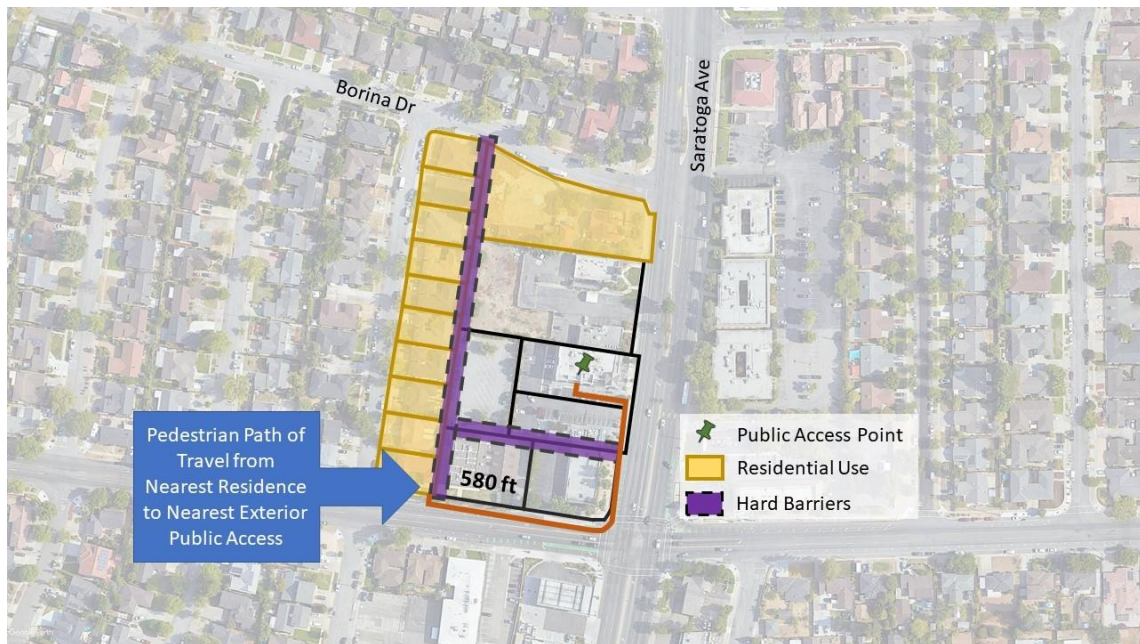 Borina Dr
Saratoga Ave
Pedestrian Path of
Travel from
Nearest Residence
to Nearest Exterior
Public Access
580 ft
Public Access Point
Residential Use
Hard Barriers